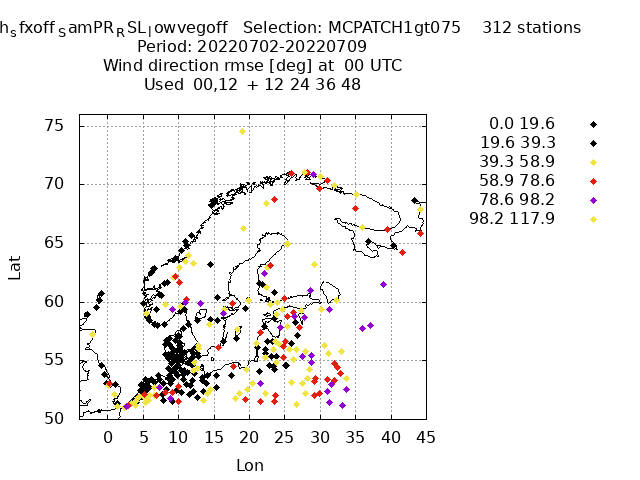 h_sfxoff_samPR_RSL_lowvegoff Selection: MCPATCH1gt075 312 stations
Period: 20220702-20220709
Wind direction rmse [deg] at 00 UTC
Used 00,12 + 12 24 36 48
0.0 19.6
19.6 39.3
39.3 58.9
58.9 78.6
78.6 98.2
98.2 117.9
75
70
65
60
55
50
Lat
0 5 10 15 20 25 30 35 40 45
Lon